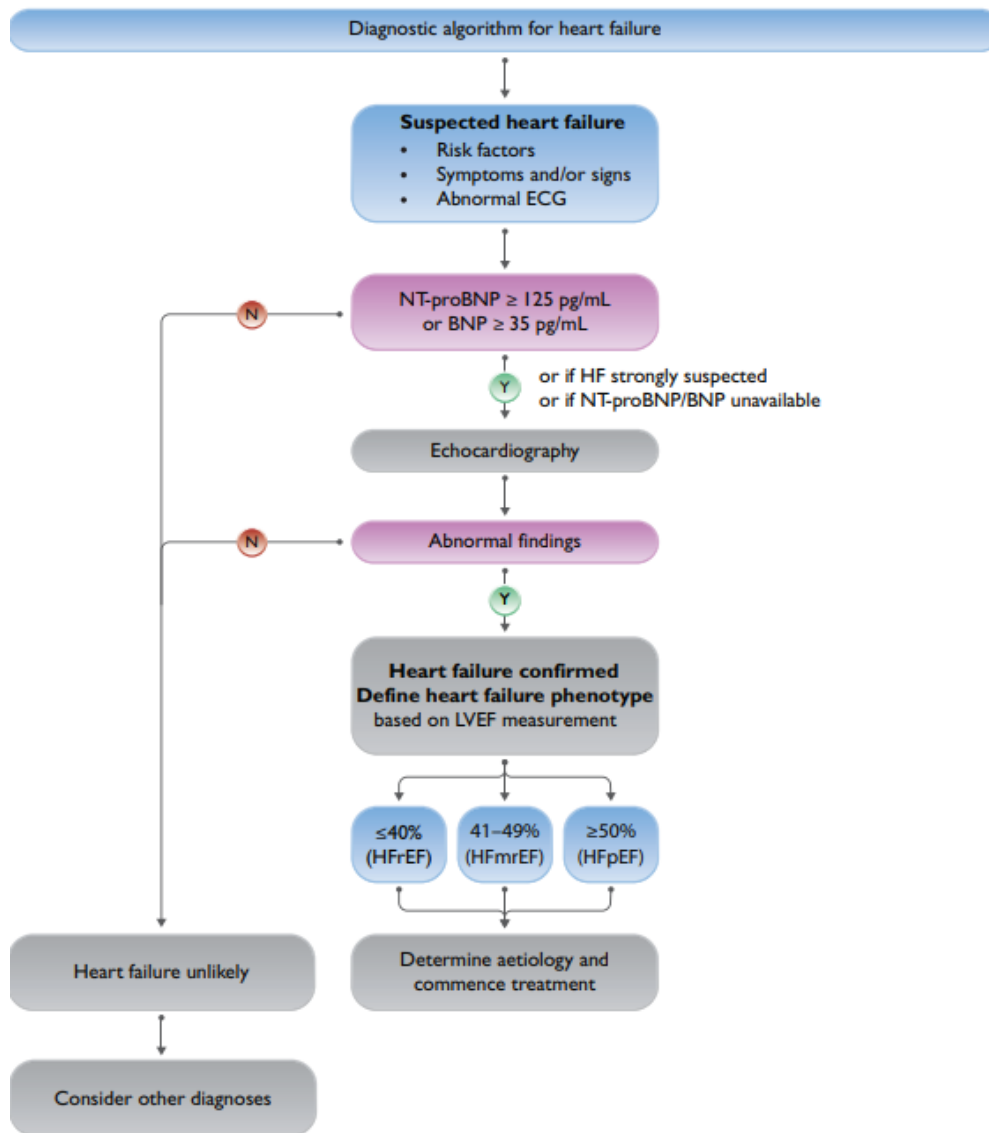 Diagnostic algorithm for heart failure
Suspected heart failure
• Risk factors
• Symptoms and/or signs
• Abnormal ECG
NT-proBNP ≥ 125 pg/mL
or BNP ≥ 35 pg/mL
N
Y
or if HF strongly suspected
or if NT-proBNP/BNP unavailable
Echocardiography
Abnormal findings
N
Y
Heart failure confirmed
Define heart failure phenotype
based on LVEF measurement
≤40%
(HFrEF)
41–49%
(HFmrEF)
≥50%
(HFpEF)
Heart failure unlikely
Determine aetiology and
commence treatment
Consider other diagnoses